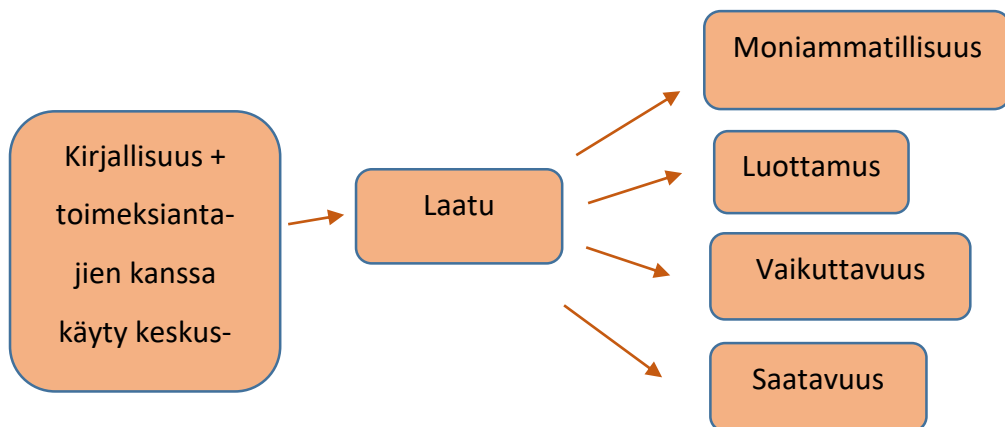 Kirjallisuus +
toimeksianta-
jien kanssa
käyty keskus-
Laatu
Moniammatillisuus
Luottamus
Vaikuttavuus
Saatavuus